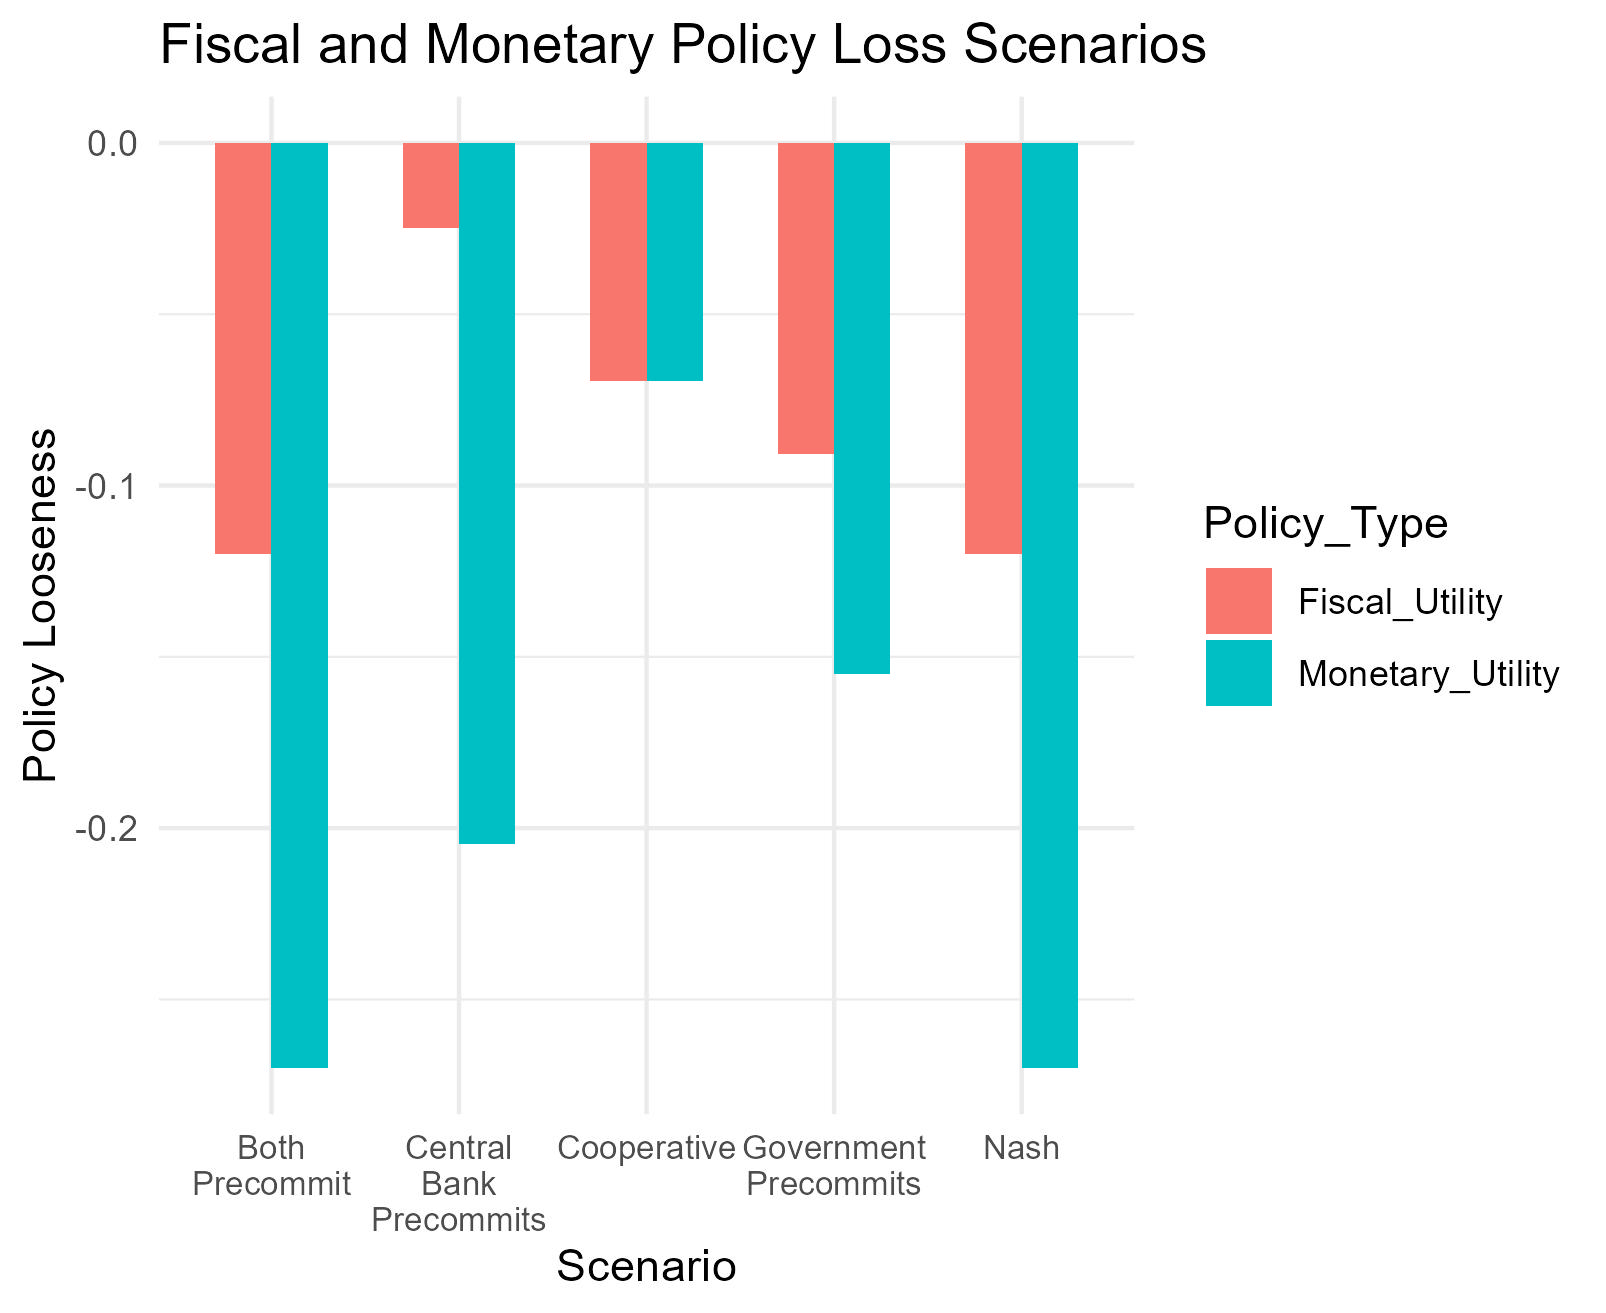 Fiscal and Monetary Policy Loss Scenarios
Policy Looseness
0.0
-0.1
-0.2
Both
Precommit
Central
Bank
Precommits
Cooperative
Government
Precommits
Nash
Scenario
Policy_Type
Fiscal_Utility
Monetary_Utility